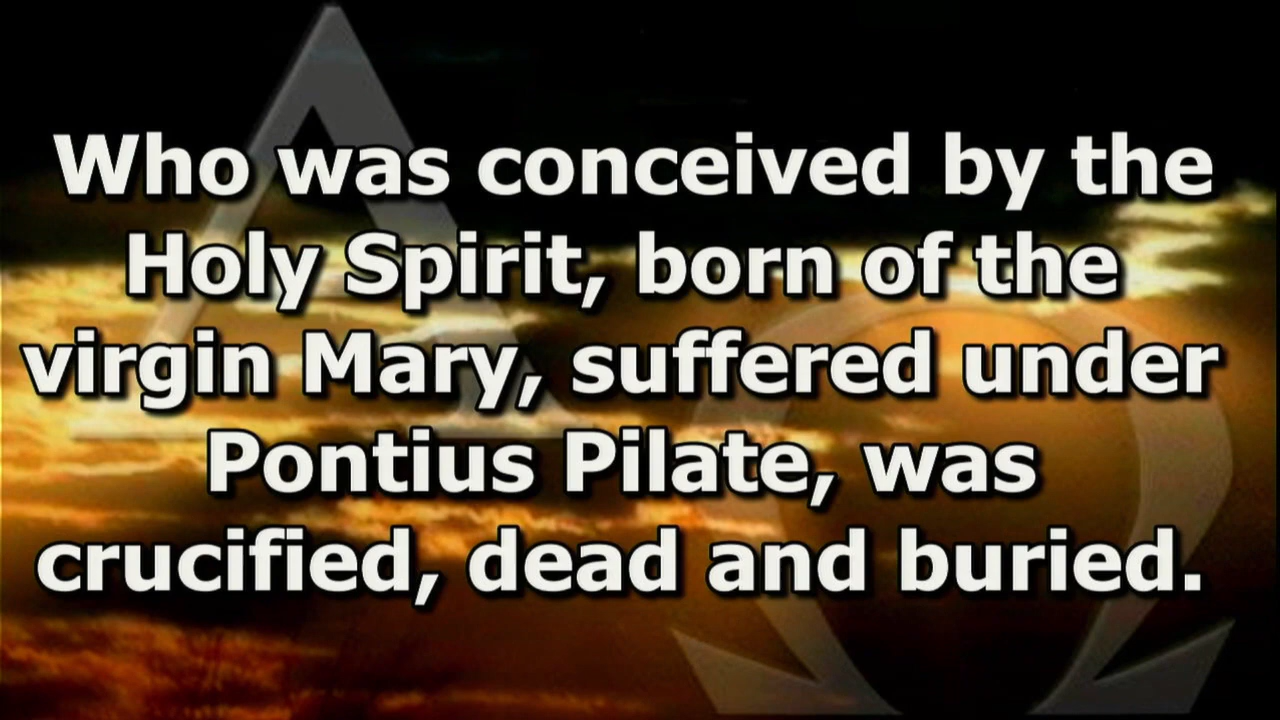 Who was conceived by the
Holy Spirit, born of the
virgin Mary, suffered under
Pontius Pilate, was
crucified, dead and buried.